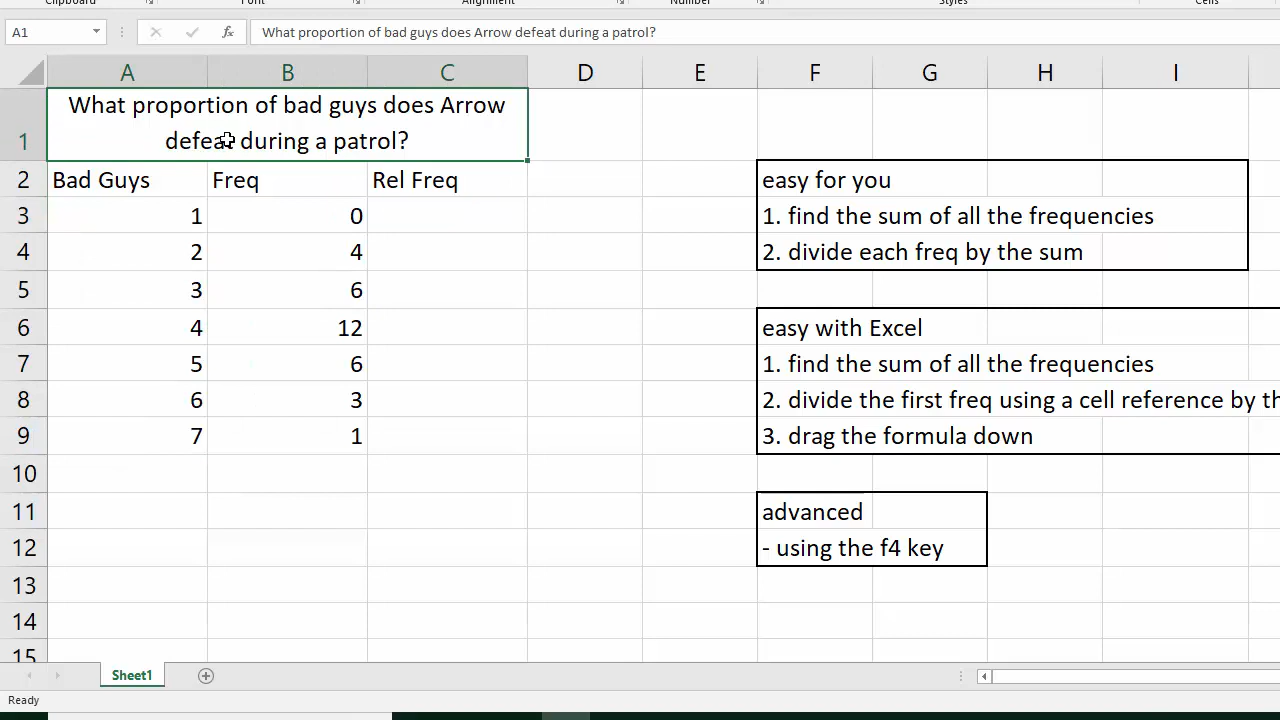 Clipboard Font Alignment Number Styles Cells
A1 fx What proportion of bad guys does Arrow defeat during a patrol?
A B C D E F G H I
What proportion of bad guys does Arrow
1 defeat during a patrol?
2 Bad Guys Freq Rel Freq easy for you
3 1 0 1. find the sum of all the frequencies
4 2 4 2. divide each freq by the sum
5 3 6
6 4 12 easy with Excel
7 5 6 1. find the sum of all the frequencies
8 6 3 2. divide the first freq using a cell reference by th
9 7 1 3. drag the formula down
10
11 advanced
12 - using the f4 key
13
14
15
Sheet1
Ready